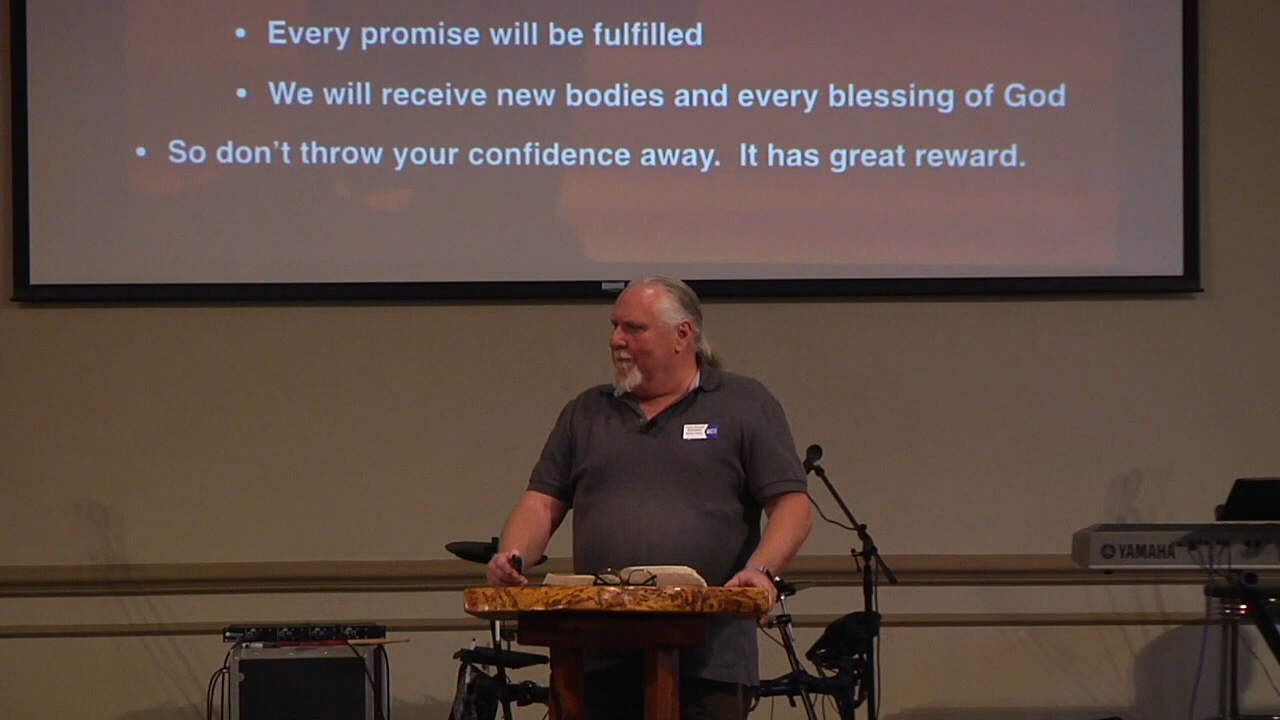 • Every promise will be fulfilled
• We will receive new bodies and every blessing of God
• So don't throw your confidence away.  It has great reward.
YAMAHA